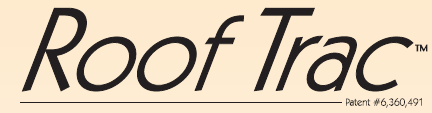 Roof Trac™
Patent #6,360,491